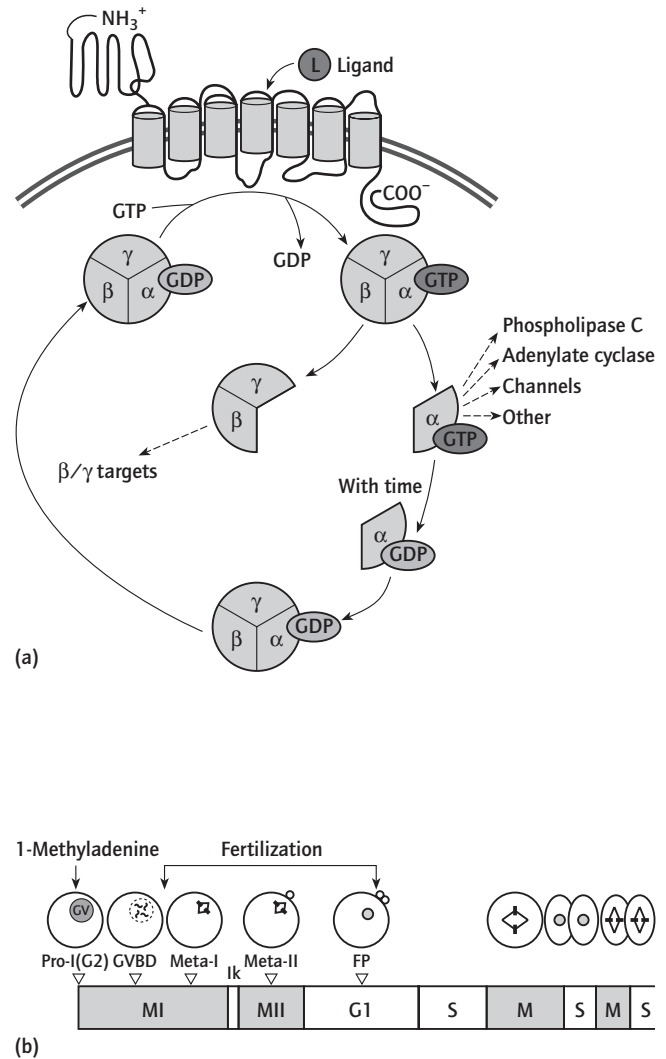 NH3+
L Ligand
COO−
GTP
GDP
γ
β α GDP
γ
β α GTP
Phospholipase C
Adenylate cyclase
Channels
Other
γ
β
α
GTP
β/γ targets
With time
α
GDP
γ
β α GDP
(a)
1-Methyladenine Fertilization
GV
Pro-I(G2) GVBD Meta-I Meta-II FP
Ik
MI MII G1 S M S M S
(b)